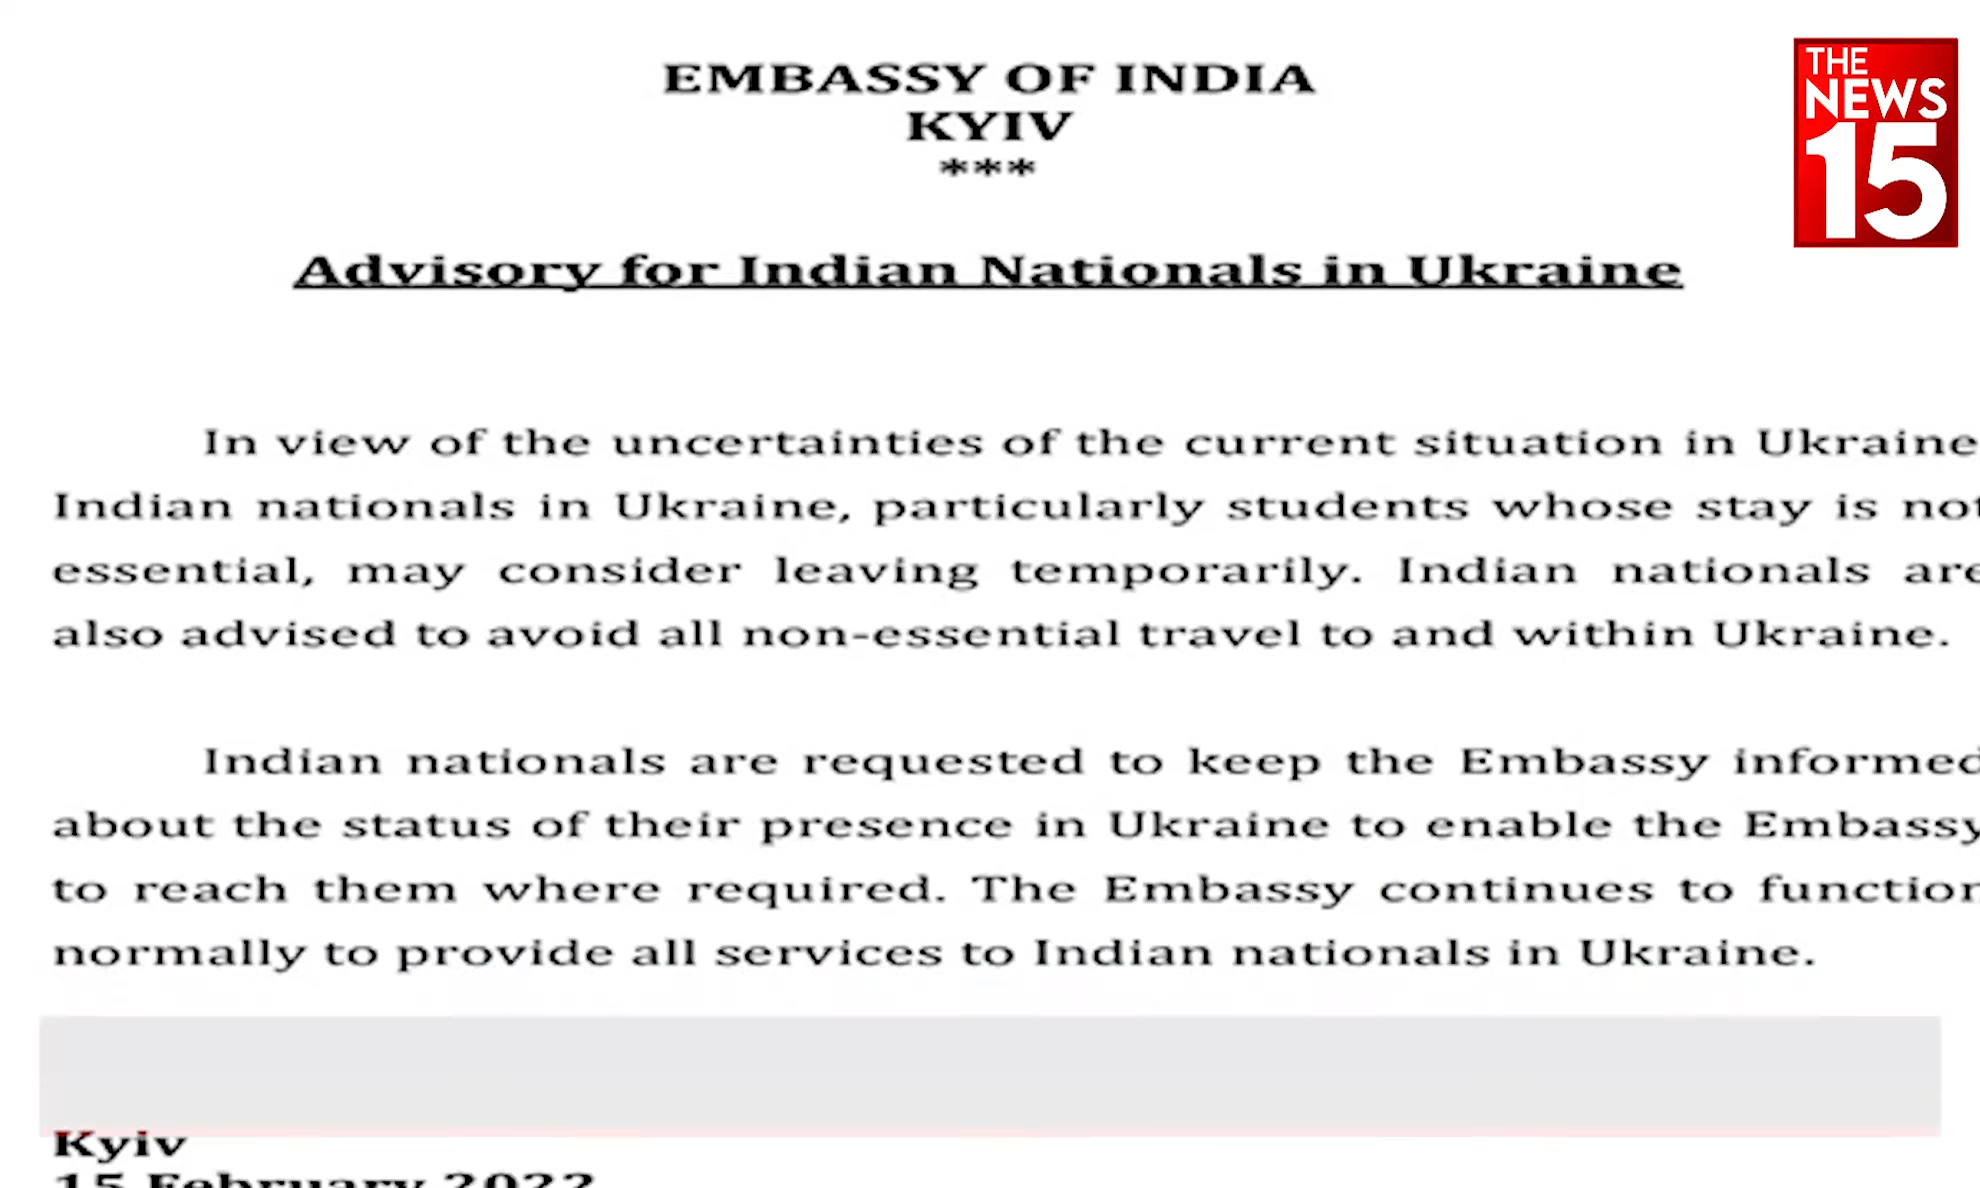 EMBASSY OF INDIA
KYIV
***
THE
NEWS
15
Advisory for Indian Nationals in Ukraine
In view of the uncertainties of the current situation in Ukraine
Indian nationals in Ukraine, particularly students whose stay is not
essential, may consider leaving temporarily. Indian nationals are
also advised to avoid all non-essential travel to and within Ukraine.
Indian nationals are requested to keep the Embassy informed
about the status of their presence in Ukraine to enable the Embassy
to reach them where required. The Embassy continues to function
normally to provide all services to Indian nationals in Ukraine.
Kyiv
15 February 2022